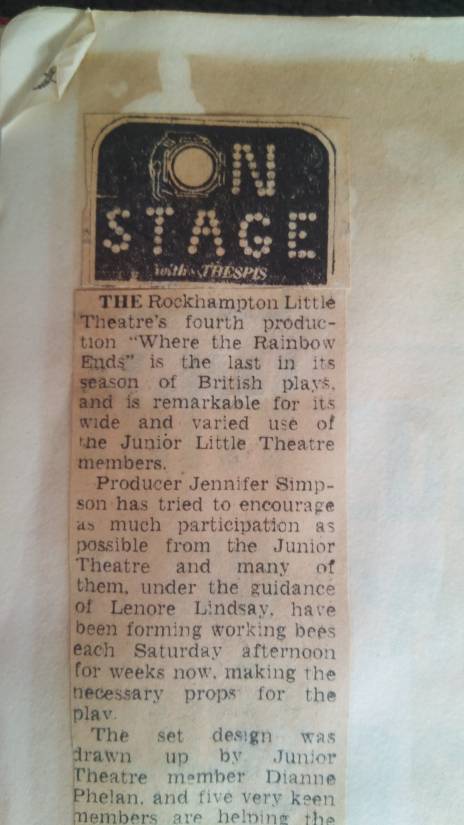 ON
STAGE
with THESPIS
THE Rockhampton Little
Theatre's fourth produc-
tion "Where the Rainbow
Ends" is the last in its
season of British plays,
and is remarkable for its
wide and varied use of
the Junior Little Theatre
members.
Producer Jennifer Simp-
son has tried to encourage
as much participation as
possible from the Junior
Theatre and many of
them, under the guidance
of Lenore Lindsay, have
been forming working bees
each Saturday afternoon
for weeks now, making the
necessary props for the
play.
The set design was
drawn up by Junior
Theatre member Dianne
Phelan, and five very keen
members are helping the